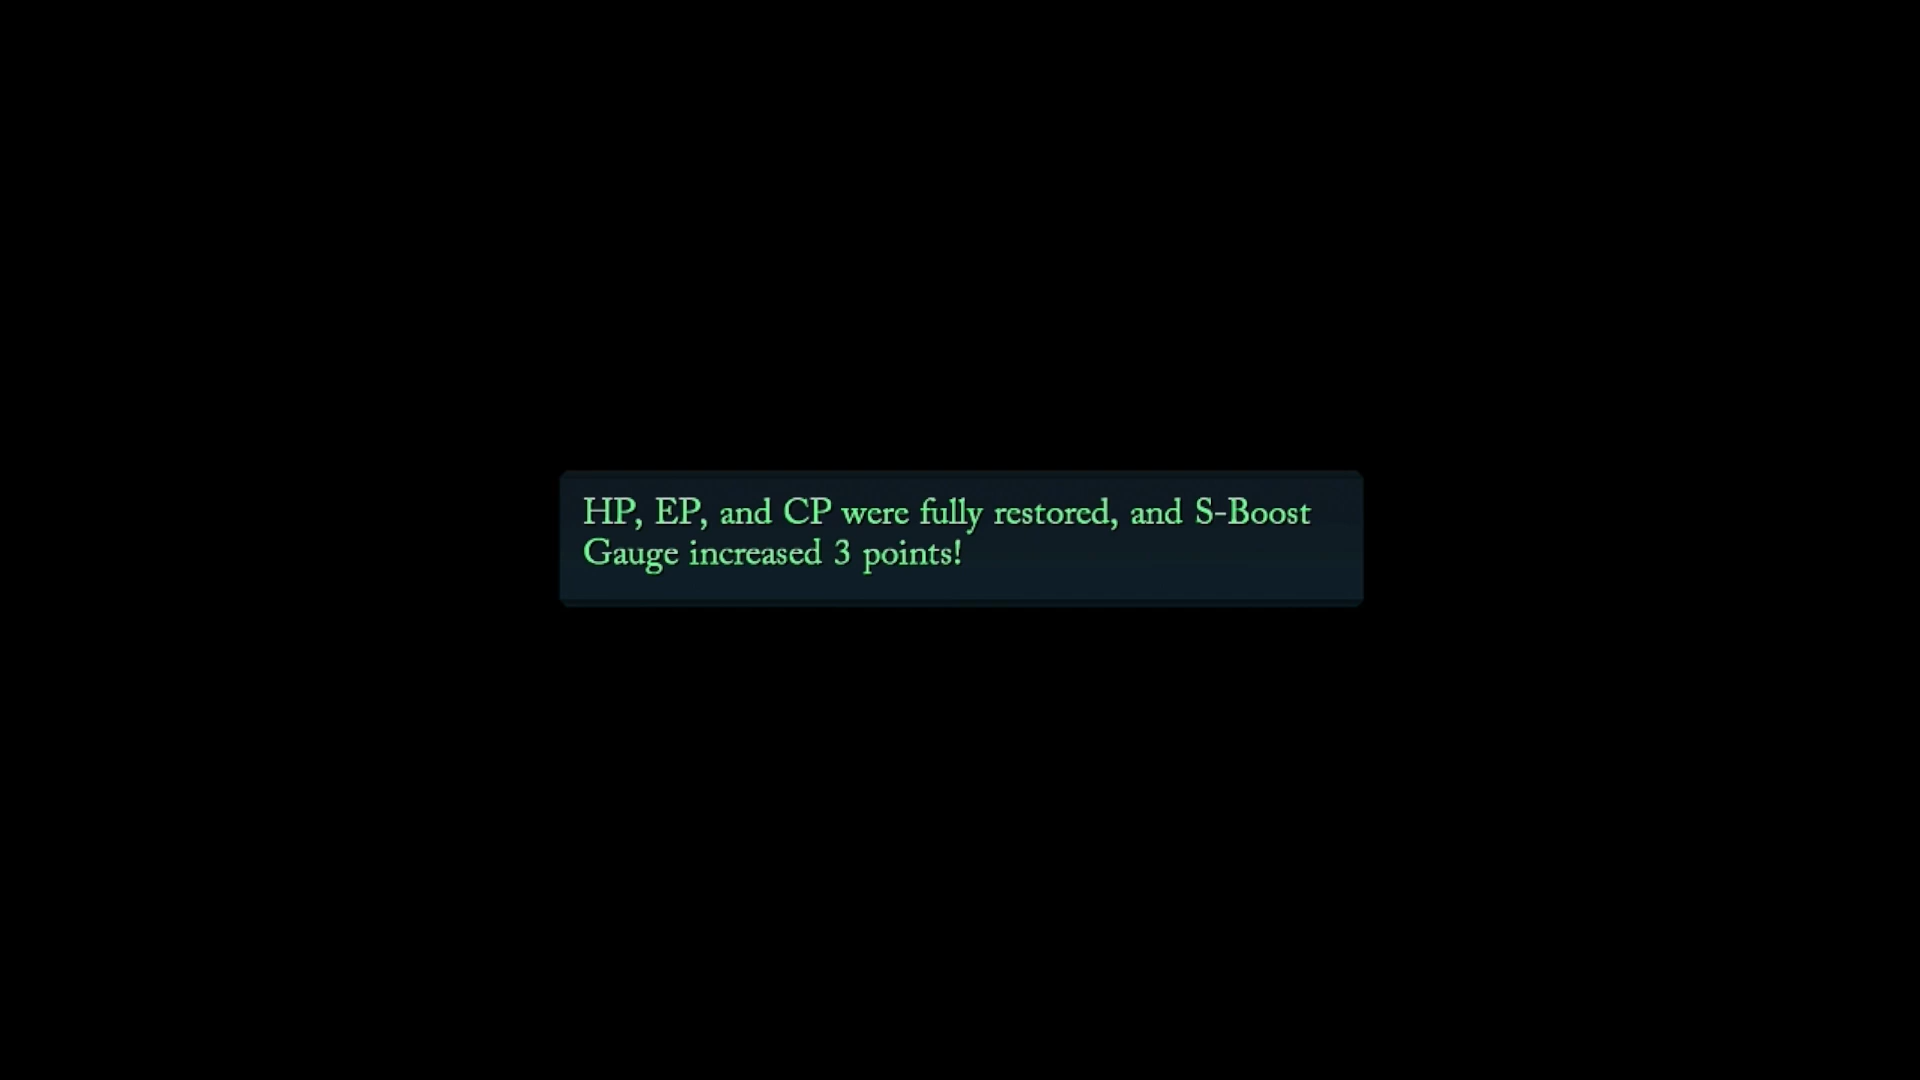 HP, EP, and CP were fully restored, and S-Boost
Gauge increased 3 points!